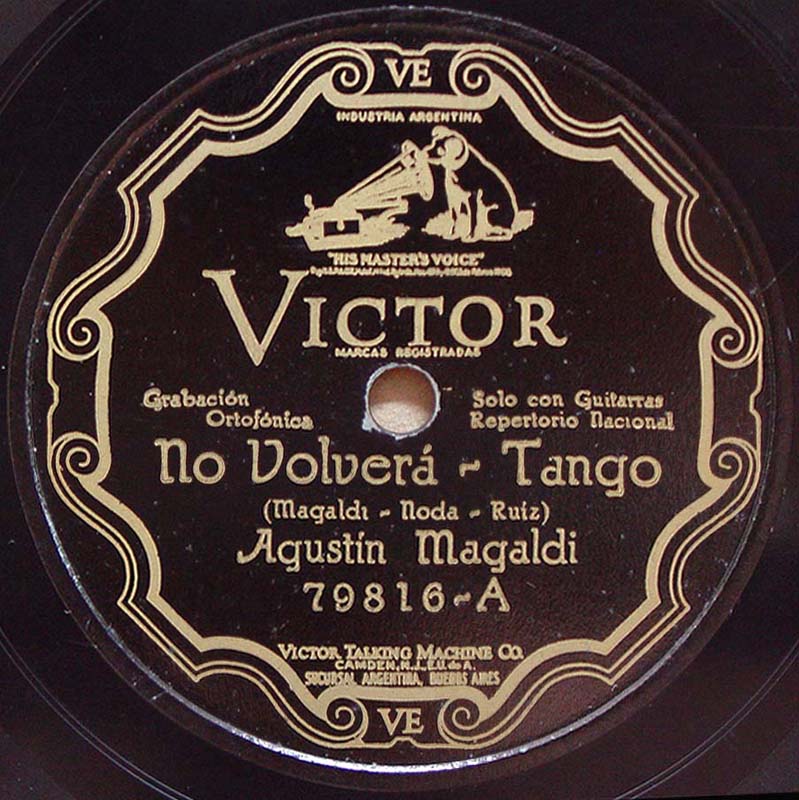 VE
INDUSTRIA ARGENTINA
"HIS MASTER'S VOICE"
VICTOR
MARCAS REGISTRADAS
Grabación
Ortofónica
Solo con Guitarras
Repertorio Nacional
No Volverá - Tango
(Magaldi - Noda - Ruiz)
Agustín Magaldi
79816-A
VICTOR TALKING MACHINE CO.
CAMDEN, N.J., E.U. de A.
SUCURSAL ARGENTINA, BUENOS AIRES
VE